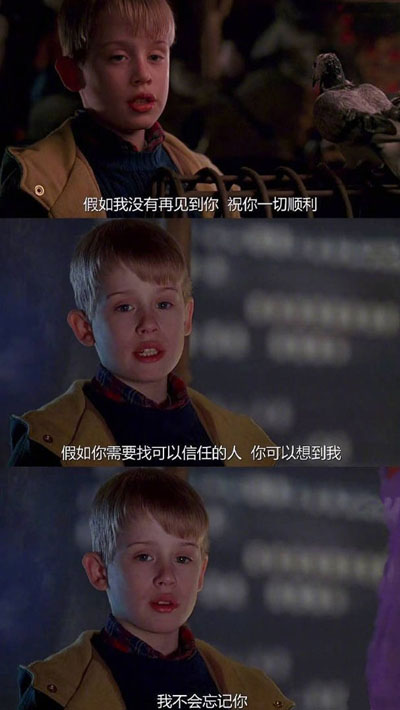 假如我没有再见到你 祝你一切顺利
假如你需要找可以信任的人 你可以想到我
我不会忘记你